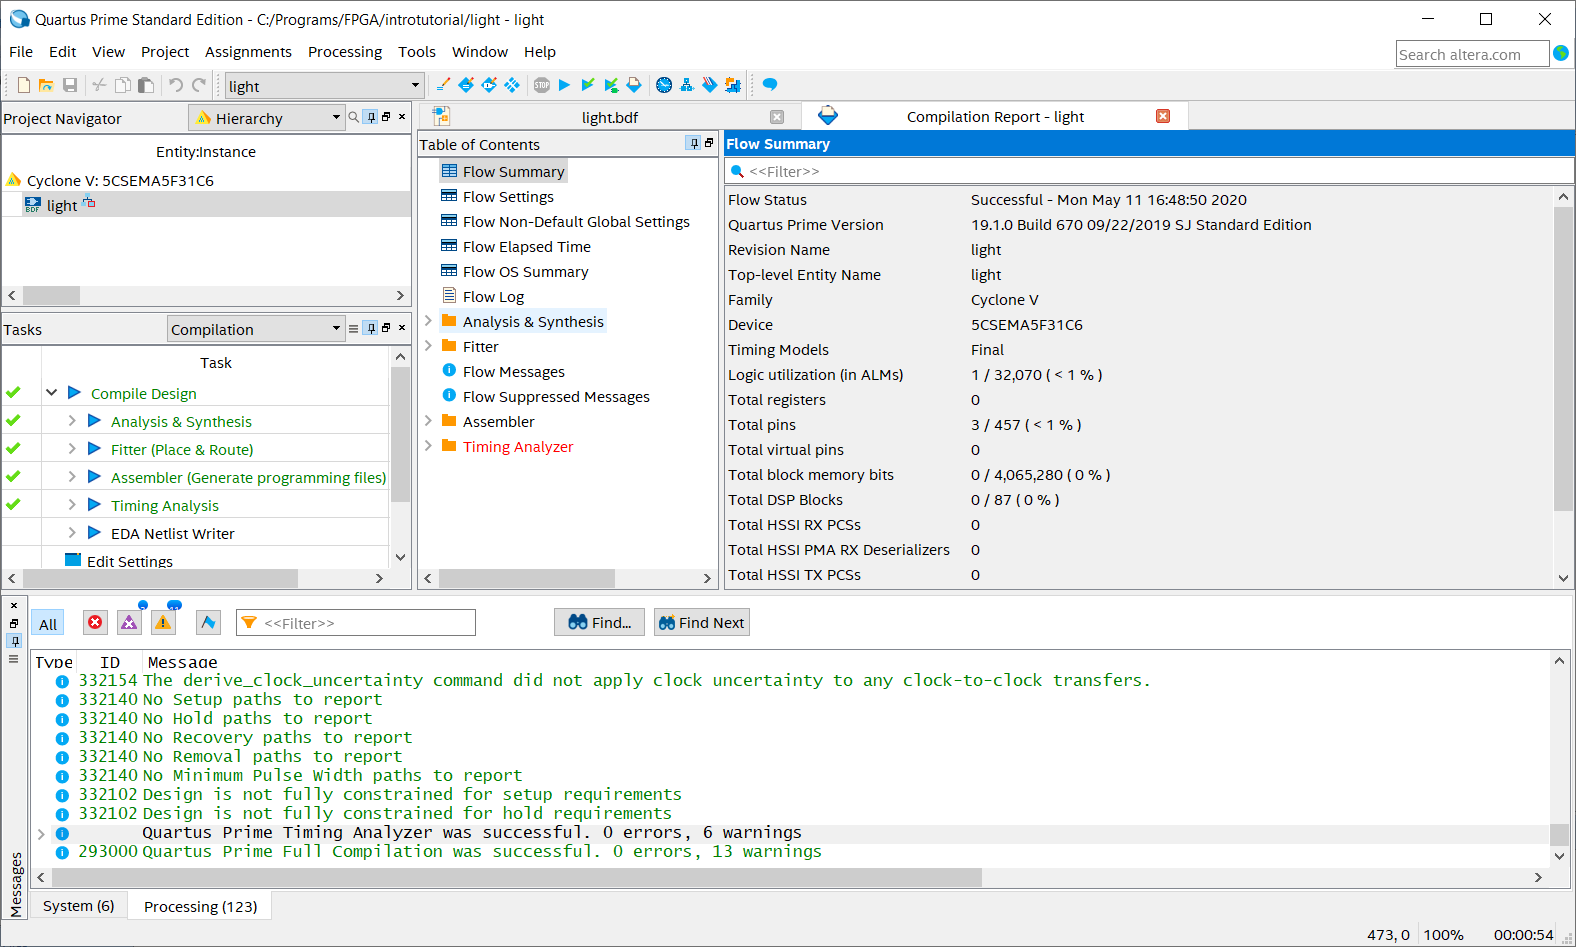 Quartus Prime Standard Edition - C:/Programs/FPGA/introtutorial/light - light
File Edit View Project Assignments Processing Tools Window Help
Search altera.com
light
STOP
Project Navigator
Hierarchy
Entity:Instance
Cyclone V: 5CSEMA5F31C6
BDF light
Tasks
Compilation
Task
Compile Design
Analysis & Synthesis
Fitter (Place & Route)
Assembler (Generate programming files)
Timing Analysis
EDA Netlist Writer
Edit Settings
light.bdf
Compilation Report - light
Table of Contents
Flow Summary
Flow Settings
Flow Non-Default Global Settings
Flow Elapsed Time
Flow OS Summary
Flow Log
Analysis & Synthesis
Fitter
Flow Messages
Flow Suppressed Messages
Assembler
Timing Analyzer
Flow Summary
<<Filter>>
Flow Status Successful - Mon May 11 16:48:50 2020
Quartus Prime Version 19.1.0 Build 670 09/22/2019 SJ Standard Edition
Revision Name light
Top-level Entity Name light
Family Cyclone V
Device 5CSEMA5F31C6
Timing Models Final
Logic utilization (in ALMs) 1 / 32,070 ( < 1 % )
Total registers 0
Total pins 3 / 457 ( < 1 % )
Total virtual pins 0
Total block memory bits 0 / 4,065,280 ( 0 % )
Total DSP Blocks 0 / 87 ( 0 % )
Total HSSI RX PCSs 0
Total HSSI PMA RX Deserializers 0
Total HSSI TX PCSs 0
All
<<Filter>>
Find...
Find Next
Type ID Message
332154 The derive_clock_uncertainty command did not apply clock uncertainty to any clock-to-clock transfers.
332140 No Setup paths to report
332140 No Hold paths to report
332140 No Recovery paths to report
332140 No Removal paths to report
332140 No Minimum Pulse Width paths to report
332102 Design is not fully constrained for setup requirements
332102 Design is not fully constrained for hold requirements
Quartus Prime Timing Analyzer was successful. 0 errors, 6 warnings
293000 Quartus Prime Full Compilation was successful. 0 errors, 13 warnings
Messages
System (6)
Processing (123)
473, 0
100%
00:00:54